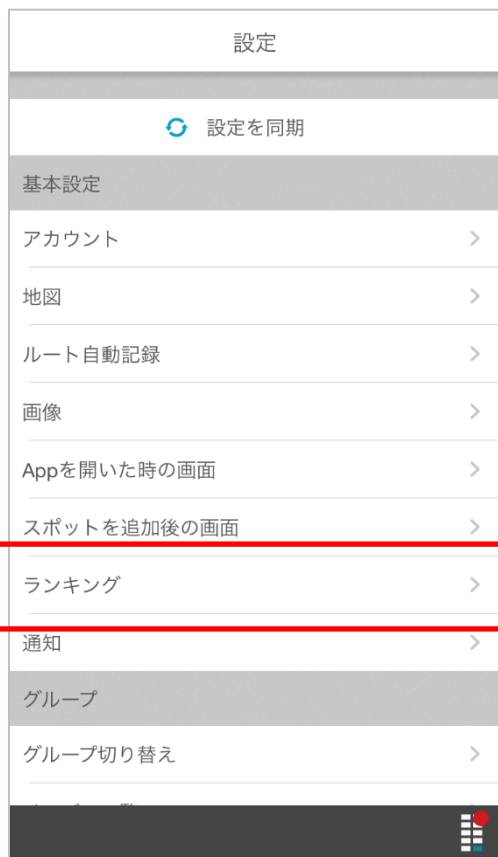 設定
設定を同期
基本設定
アカウント
地図
ルート自動記録
画像
Appを開いた時の画面
スポットを追加後の画面
ランキング
通知
グループ
グループ切り替え